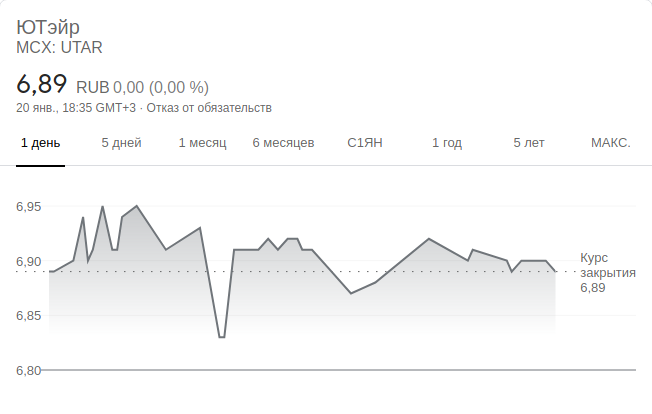 ЮТэйр
MCX: UTAR
6,89 RUB 0,00 (0,00 %)
20 янв., 18:35 GMT+3 · Отказ от обязательств
1 день 5 дней 1 месяц 6 месяцев С1ЯН 1 год 5 лет МАКС.
6,95
6,90
6,85
6,80
Курс
закрытия
6,89